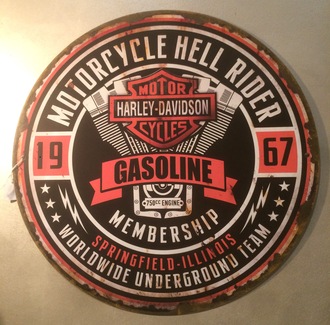 MOTORCYCLE HELL RIDER
MOTOR
HARLEY-DAVIDSON
CYCLES
19 67
GASOLINE
750CC ENGINE
MEMBERSHIP
SPRINGFIELD-ILLINOIS
WORLDWIDE UNDERGROUND TEAM